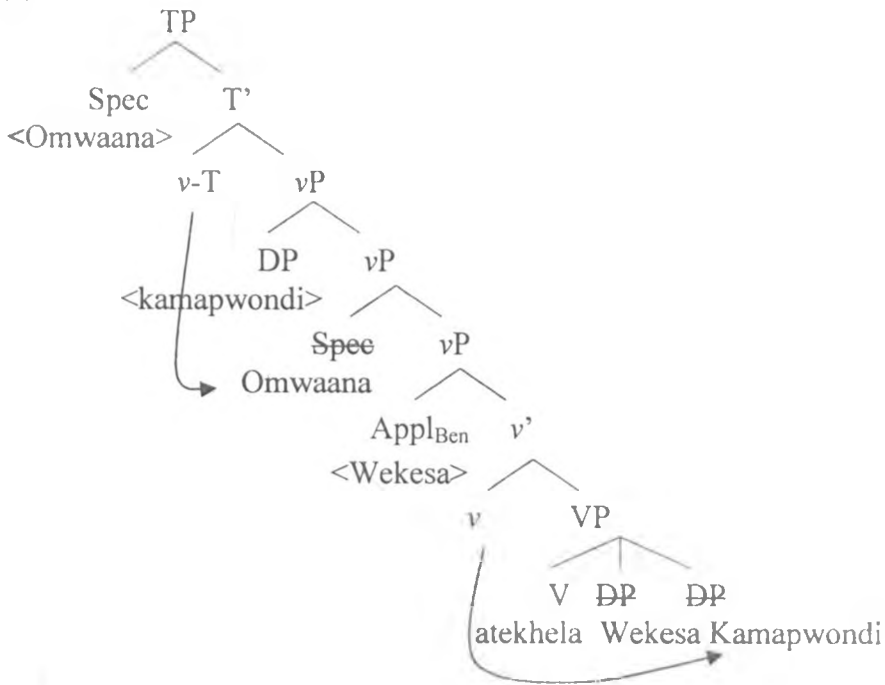 TP
Spec T’
<Omwaana>
v-T vP
DP vP
<kamapwondi>
Spec vP
Omwaana
ApplBen v’
<Wekesa>
v VP
V DP DP
atekhela Wekesa Kamapwondi